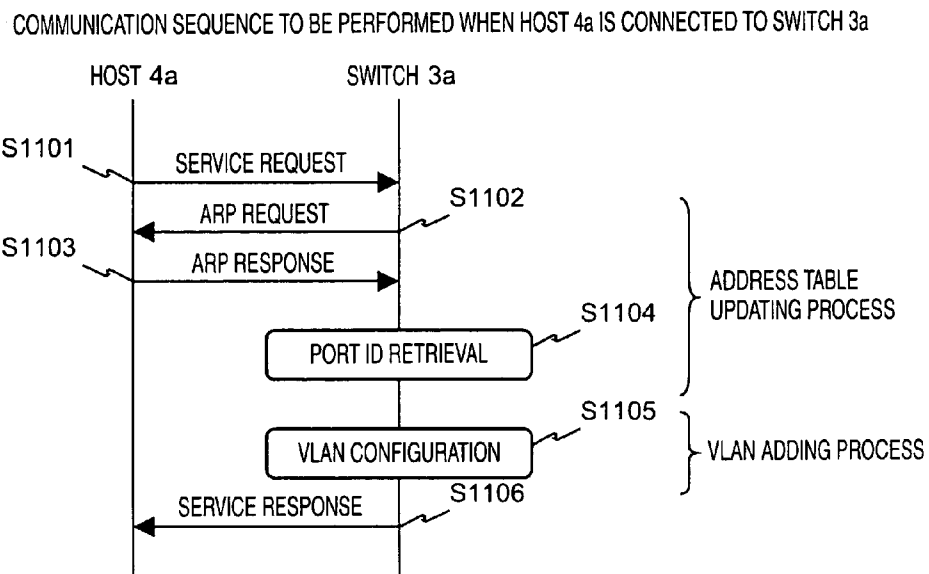 COMMUNICATION SEQUENCE TO BE PERFORMED WHEN HOST 4a IS CONNECTED TO SWITCH 3a
HOST 4a
SWITCH 3a
S1101
SERVICE REQUEST
S1102
ARP REQUEST
S1103
ARP RESPONSE
ADDRESS TABLE
UPDATING PROCESS
S1104
PORT ID RETRIEVAL
S1105
VLAN CONFIGURATION
VLAN ADDING PROCESS
S1106
SERVICE RESPONSE